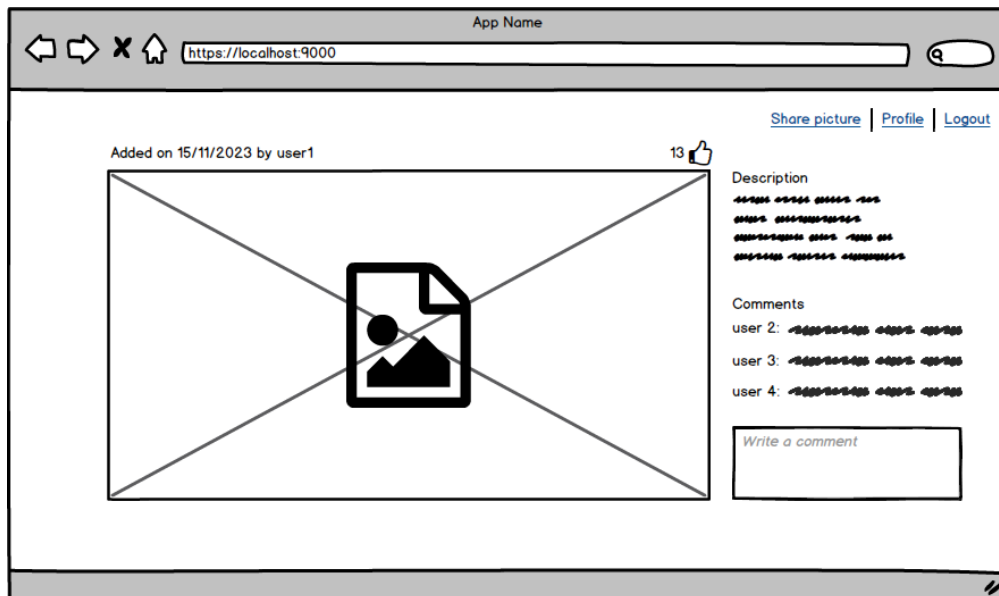 App Name
https://localhost:9000
Share picture Profile Logout
Added on 15/11/2023 by user1
13
Description
Comments
user 2:
user 3:
user 4:
Write a comment